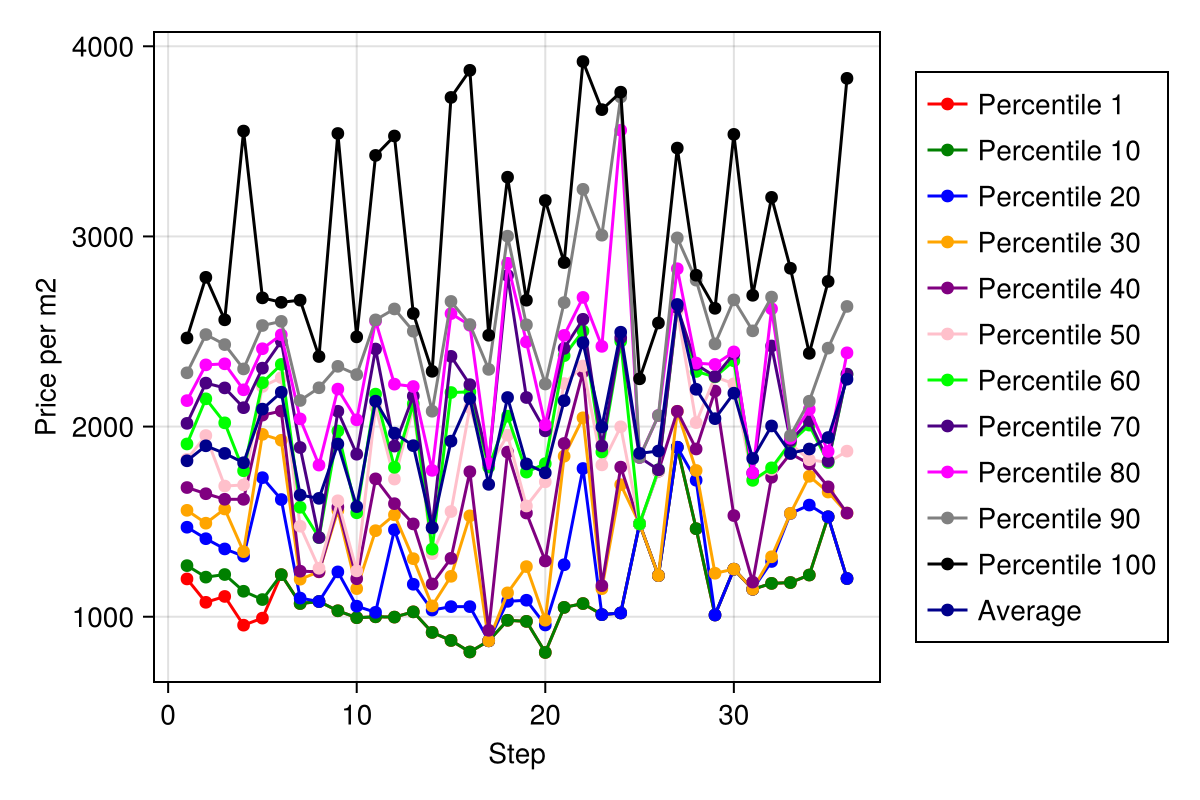 4000
3000
2000
1000
Price per m2
0
10
20
30
Step
Percentile 1
Percentile 10
Percentile 20
Percentile 30
Percentile 40
Percentile 50
Percentile 60
Percentile 70
Percentile 80
Percentile 90
Percentile 100
Average